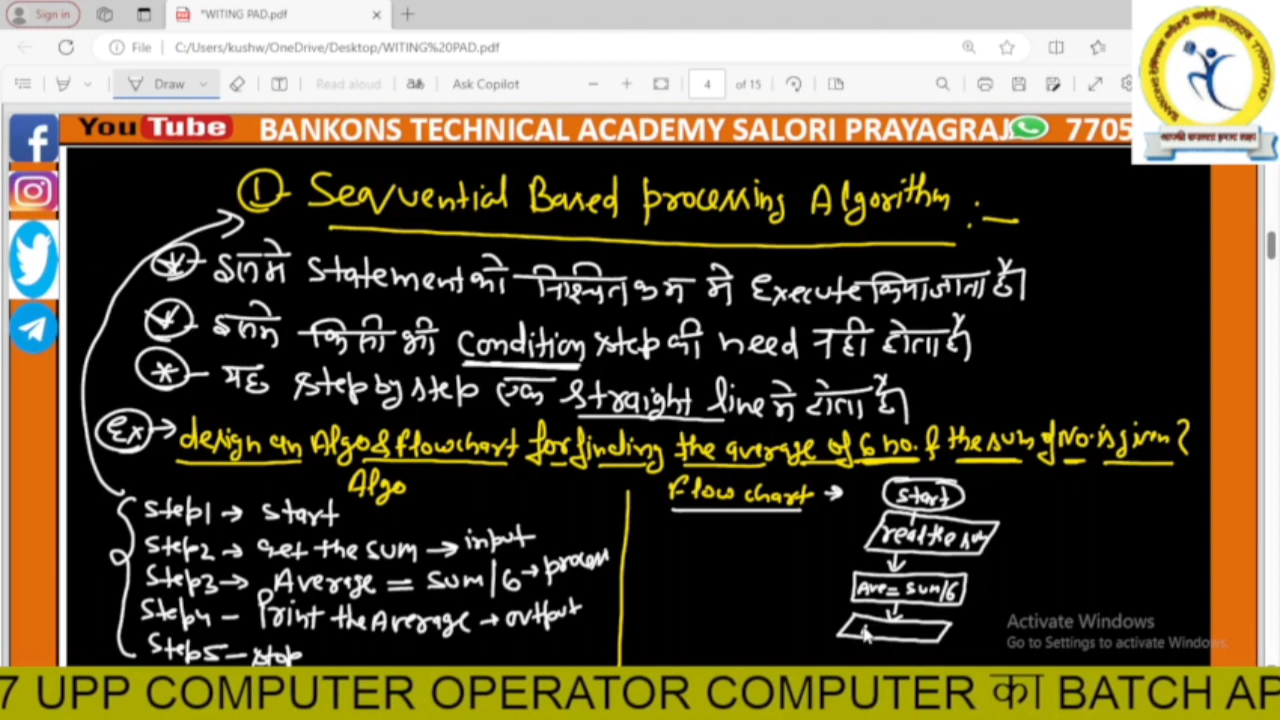 Sign in
*WITING PAD.pdf
File C:/Users/kushw/OneDrive/Desktop/WITING%20PAD.pdf
Draw Read aloud Ask Copilot 4 of 15
YouTube BANKONS TECHNICAL ACADEMY SALORI PRAYAGRAJ 7705
① Sequential Based processing Algorithm :-
इसमे Statement को निश्चित क्रम मे Execute किया जाता है।
इसमे किसी भी condition step की need नही होता है।
* - यह step by step एक straight line मे होता है।
Ex → design an Algo & flowchart for finding the average of 6 no. if the sum of No. is given?
Algo
Flow chart →
Step1 → start
Step2 → get the sum → input
Step3 → Average = sum/6 → process
Step4 - Print the Average → output
Step5 - stop
start
read the sum
Ave = sum/6
Activate Windows
Go to Settings to activate Windows.
7 UPP COMPUTER OPERATOR COMPUTER का BATCH AP